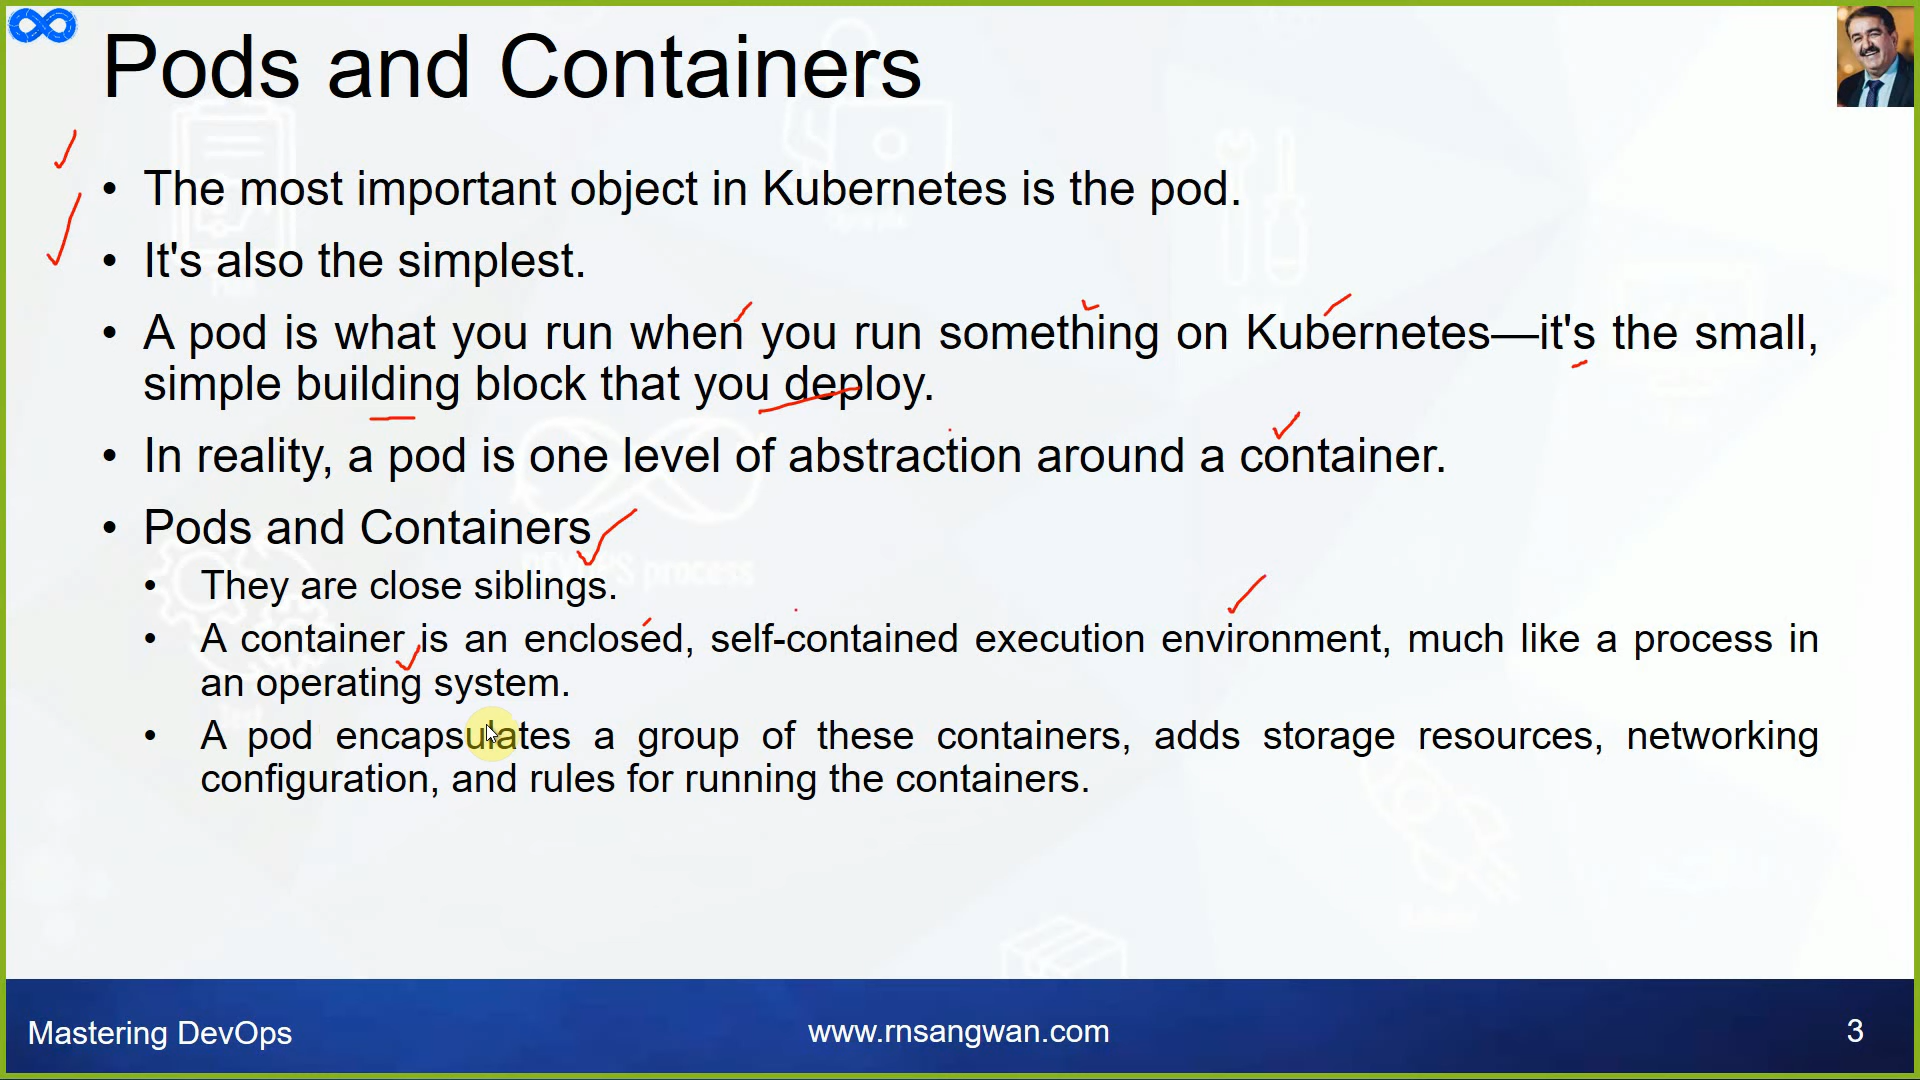 Pods and Containers
• The most important object in Kubernetes is the pod.
• It's also the simplest.
• A pod is what you run when you run something on Kubernetes—it's the small,
simple building block that you deploy.
• In reality, a pod is one level of abstraction around a container.
• Pods and Containers
• They are close siblings.
• A container is an enclosed, self-contained execution environment, much like a process in
an operating system.
• A pod encapsulates a group of these containers, adds storage resources, networking
configuration, and rules for running the containers.
Mastering DevOps
www.rnsangwan.com
3